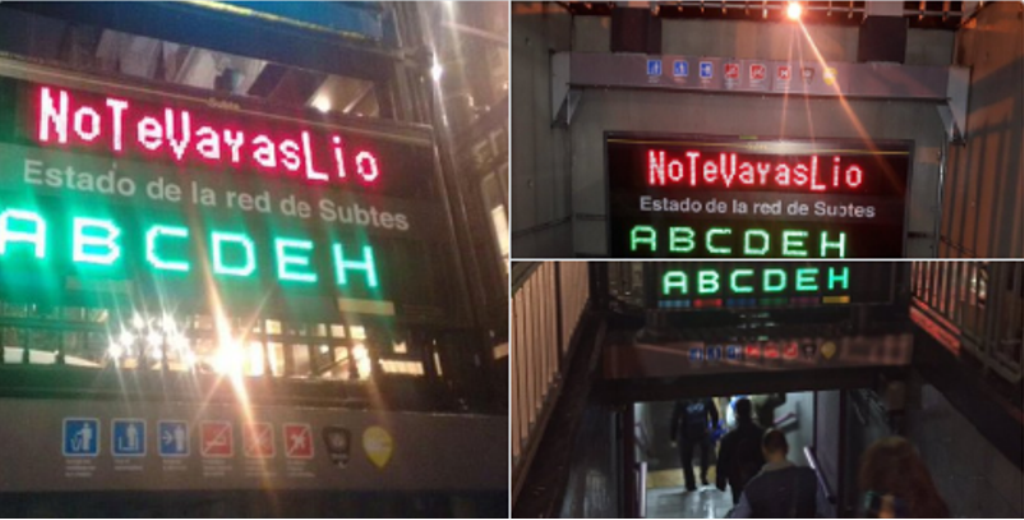 NoTeVayasLio
Estado de la red de Subtes
ABCDEH
NoTeVayasLio
Estado de la red de Subtes
ABCDEH
ABCDEH